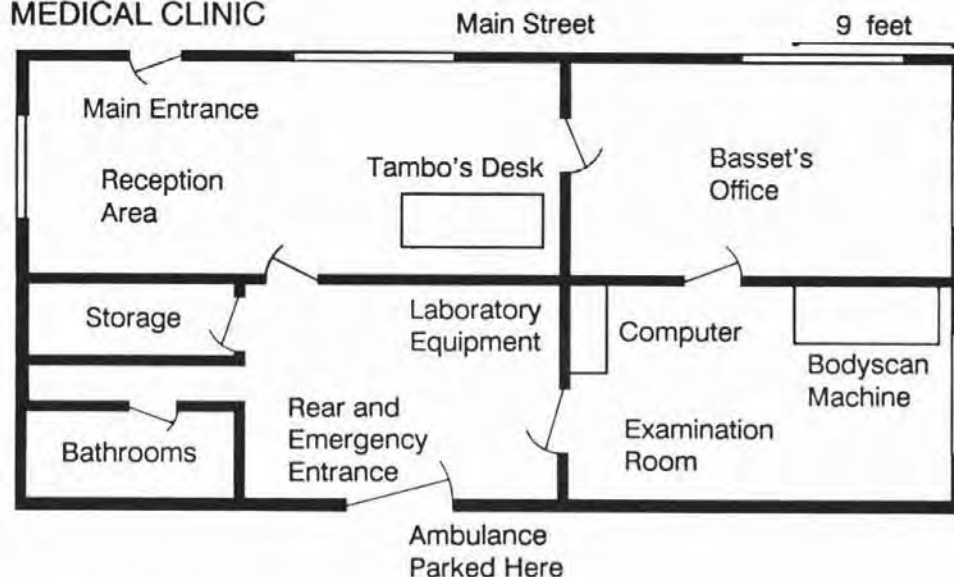 MEDICAL CLINIC
Main Street
9 feet
Main Entrance
Reception
Area
Tambo's Desk
Basset's
Office
Storage
Laboratory
Equipment
Computer
Bodyscan
Machine
Rear and
Emergency
Entrance
Examination
Room
Bathrooms
Ambulance
Parked Here